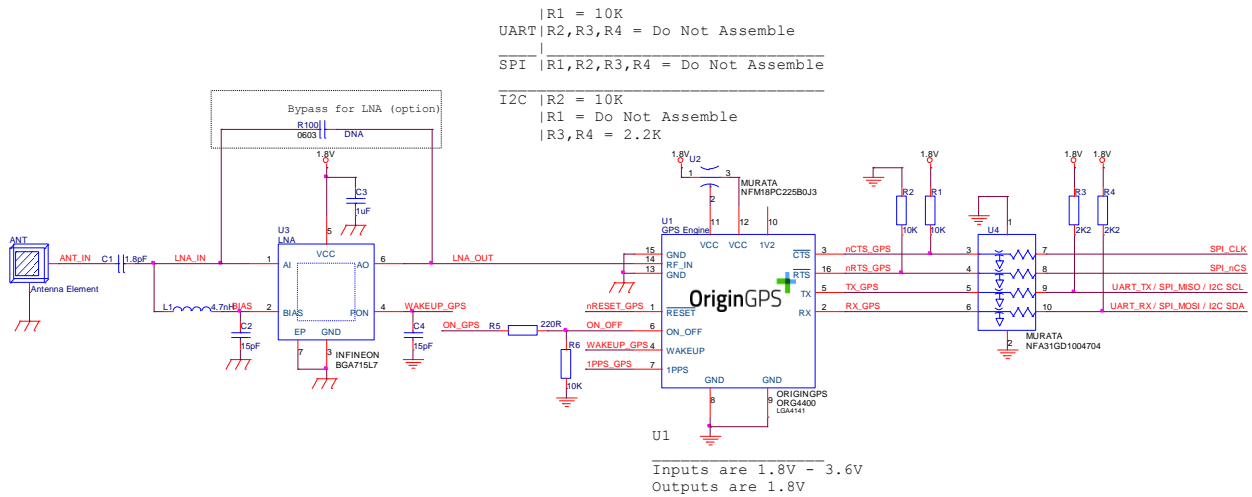 |R1 = 10K
UART|R2,R3,R4 = Do Not Assemble
SPI |R1,R2,R3,R4 = Do Not Assemble
I2C |R2 = 10K
|R1 = Do Not Assemble
|R3,R4 = 2.2K
Bypass for LNA (option)
R100
0603
DNA
1.8V
C3
1uF
U3
LNA
5
VCC
ANT
ANT_IN
C1
1.8pF
LNA_IN
1
AI
AO
6
LNA_OUT
Antenna Element
L1
4.7nH
BIAS
2
BIAS
PON
4
WAKEUP_GPS
C2
15pF
C4
15pF
EP
GND
7
3
INFINEON
BGA715L7
1.8V
U2
1
3
2
MURATA
NFM18PC225B0J3
U1
GPS Engine
11
12
10
VCC
VCC
1V2
15
GND
14
RF_IN
13
GND
OriginGPS
nRESET_GPS
1
RESET
ON_GPS
R5
220R
ON_OFF
6
ON_OFF
R6
10K
WAKEUP_GPS
4
WAKEUP
1PPS_GPS
7
1PPS
GND
GND
8
9
ORIGINGPS
ORG4400
LGA4141
CTS
3
nCTS_GPS
RTS
16
nRTS_GPS
TX
5
TX_GPS
RX
2
RX_GPS
1.8V
R2
10K
R1
10K
U4
1
3
4
5
6
7
8
9
10
2
MURATA
NFA31GD1004704
1.8V
1.8V
R3
2K2
R4
2K2
SPI_CLK
SPI_nCS
UART_TX / SPI_MISO / I2C SCL
UART_RX / SPI_MOSI / I2C SDA
U1
Inputs are 1.8V - 3.6V
Outputs are 1.8V